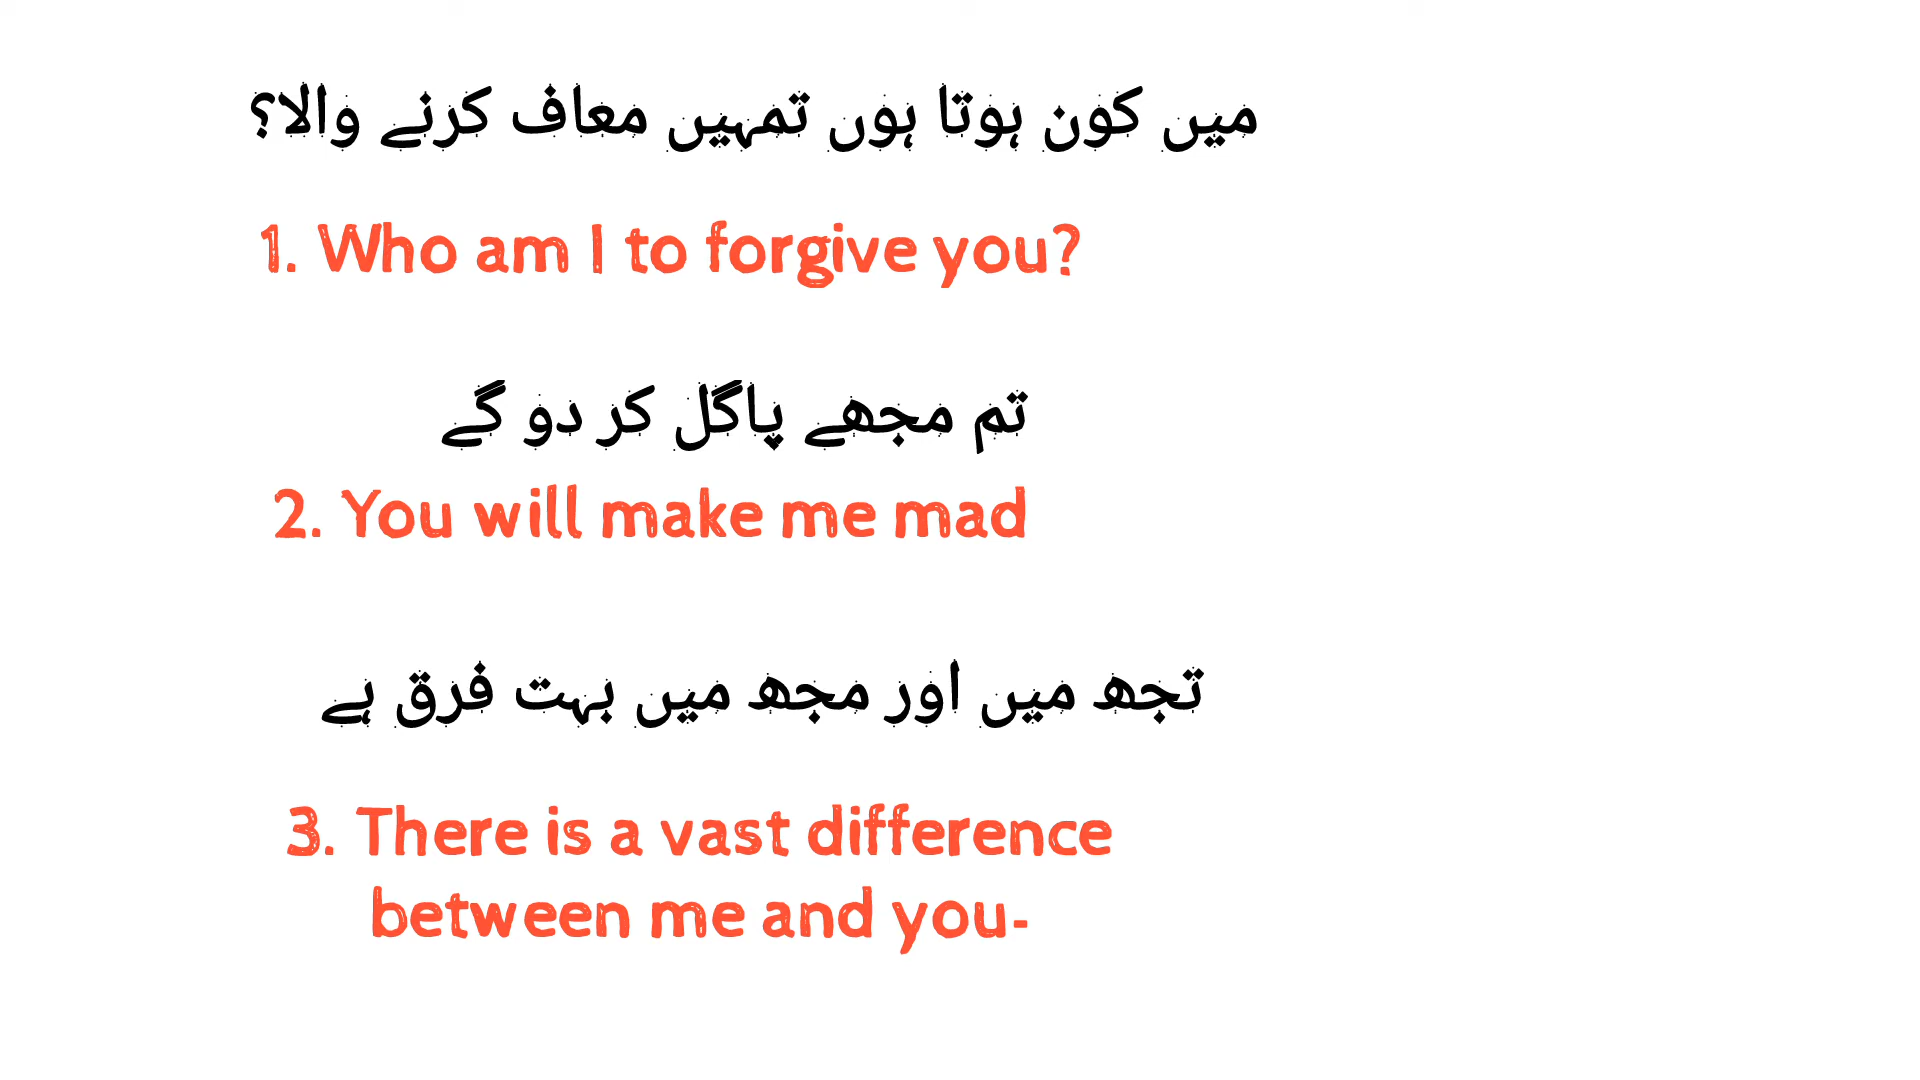 میں کون ہوتا ہوں تمہیں معاف کرنے والا؟
1. Who am I to forgive you?
تم مجھے پاگل کر دو گے
2. You will make me mad
تجھ میں اور مجھ میں بہت فرق ہے
3. There is a vast difference
between me and you-